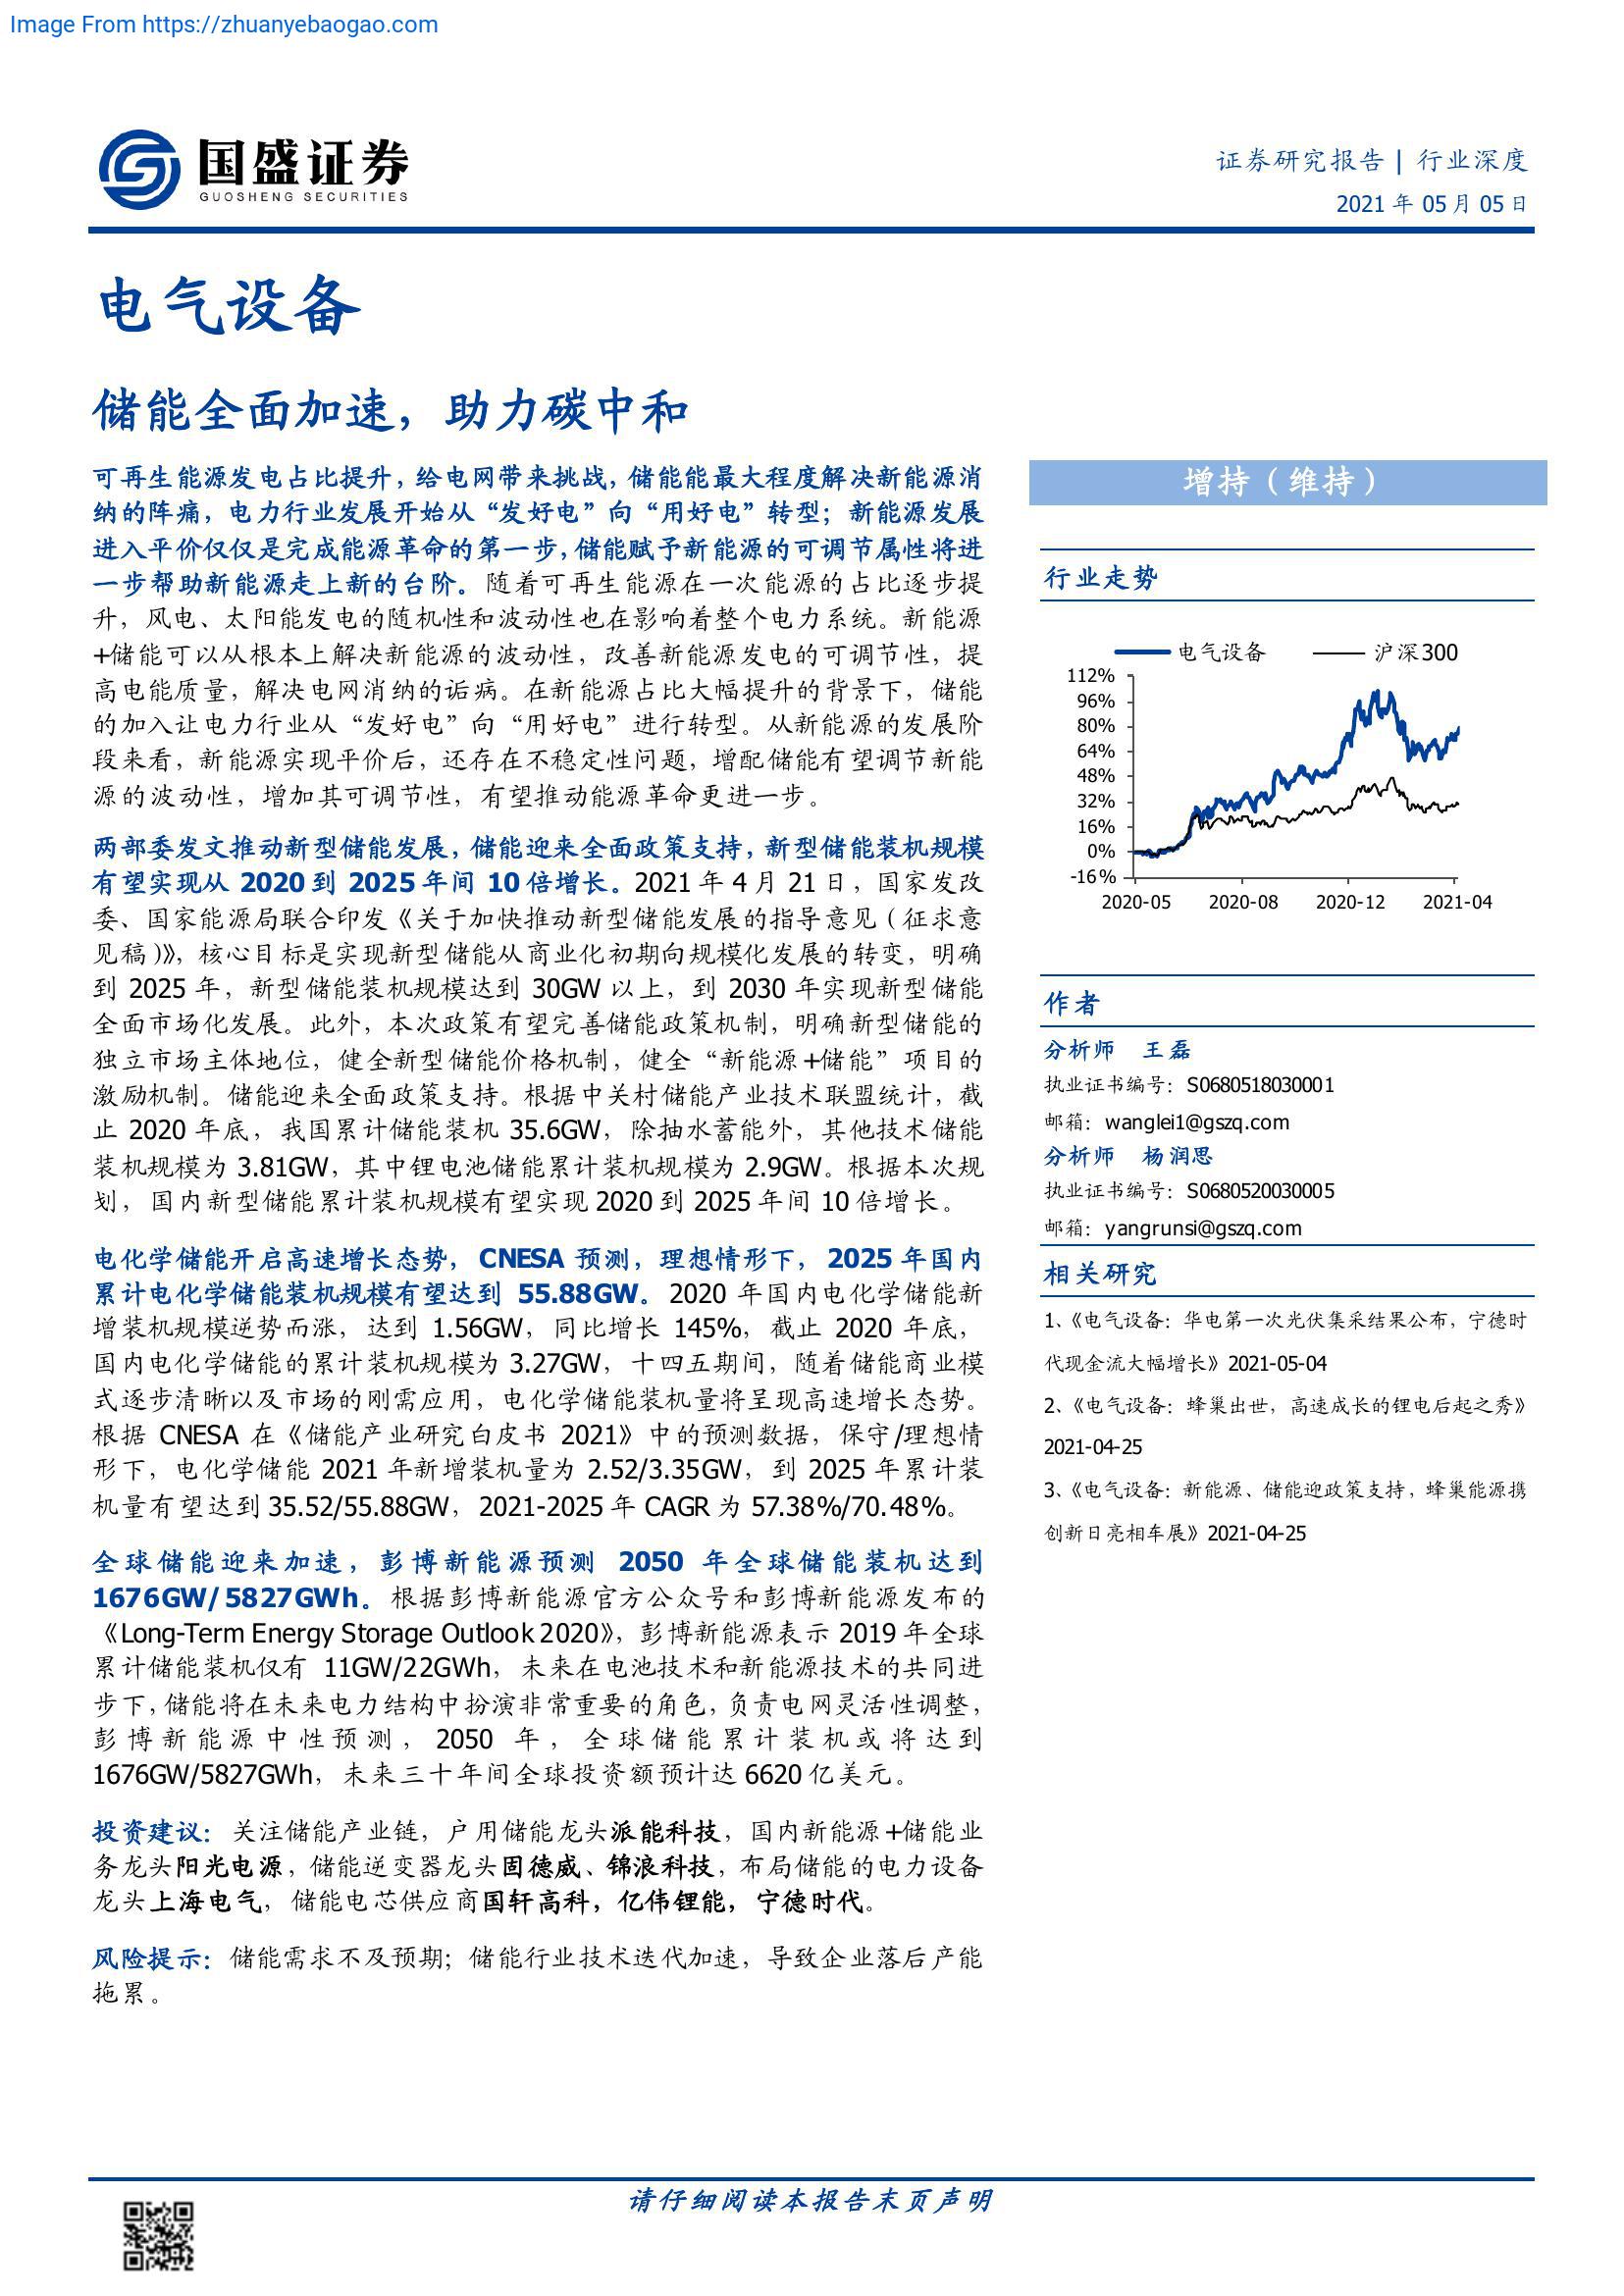 Image From https://zhuanyebaogao.com
国盛证券
GUOSHENG SECURITIES
证券研究报告 | 行业深度
2021 年 05 月 05 日
电气设备
储能全面加速，助力碳中和
可再生能源发电占比提升，给电网带来挑战，储能能最大程度解决新能源消
纳的阵痛，电力行业发展开始从“发好电”向“用好电”转型；新能源发展
进入平价仅仅是完成能源革命的第一步，储能赋予新能源的可调节属性将进
一步帮助新能源走上新的台阶。随着可再生能源在一次能源的占比逐步提
升，风电、太阳能发电的随机性和波动性也在影响着整个电力系统。新能源
+储能可以从根本上解决新能源的波动性，改善新能源发电的可调节性，提
高电能质量，解决电网消纳的诟病。在新能源占比大幅提升的背景下，储能
的加入让电力行业从“发好电”向“用好电”进行转型。从新能源的发展阶
段来看，新能源实现平价后，还存在不稳定性问题，增配储能有望调节新能
源的波动性，增加其可调节性，有望推动能源革命更进一步。
两部委发文推动新型储能发展，储能迎来全面政策支持，新型储能装机规模
有望实现从 2020 到 2025 年间 10 倍增长。2021 年 4 月 21 日，国家发改
委、国家能源局联合印发《关于加快推动新型储能发展的指导意见（征求意
见稿）》，核心目标是实现新型储能从商业化初期向规模化发展的转变，明确
到 2025 年，新型储能装机规模达到 30GW 以上，到 2030 年实现新型储能
全面市场化发展。此外，本次政策有望完善储能政策机制，明确新型储能的
独立市场主体地位，健全新型储能价格机制，健全“新能源+储能”项目的
激励机制。储能迎来全面政策支持。根据中关村储能产业技术联盟统计，截
止 2020 年底，我国累计储能装机 35.6GW，除抽水蓄能外，其他技术储能
装机规模为 3.81GW，其中锂电池储能累计装机规模为 2.9GW。根据本次规
划，国内新型储能累计装机规模有望实现 2020 到 2025 年间 10 倍增长。
电化学储能开启高速增长态势，CNESA 预测，理想情形下，2025 年国内
累计电化学储能装机规模有望达到 55.88GW。2020 年国内电化学储能新
增装机规模逆势而涨，达到 1.56GW，同比增长 145%，截止 2020 年底，
国内电化学储能的累计装机规模为 3.27GW，十四五期间，随着储能商业模
式逐步清晰以及市场的刚需应用，电化学储能装机量将呈现高速增长态势。
根据 CNESA 在《储能产业研究白皮书 2021》中的预测数据，保守/理想情
形下，电化学储能 2021 年新增装机量为 2.52/3.35GW，到 2025 年累计装
机量有望达到 35.52/55.88GW，2021-2025 年 CAGR 为 57.38%/70.48%。
全球储能迎来加速，彭博新能源预测 2050 年全球储能装机达到
1676GW/5827GWh。根据彭博新能源官方公众号和彭博新能源发布的
《Long-Term Energy Storage Outlook 2020》，彭博新能源表示 2019 年全球
累计储能装机仅有 11GW/22GWh，未来在电池技术和新能源技术的共同进
步下，储能将在未来电力结构中扮演非常重要的角色，负责电网灵活性调整，
彭博新能源中性预测，2050 年，全球储能累计装机或将达到
1676GW/5827GWh，未来三十年间全球投资额预计达 6620 亿美元。
投资建议：关注储能产业链，户用储能龙头派能科技，国内新能源+储能业
务龙头阳光电源，储能逆变器龙头固德威、锦浪科技，布局储能的电力设备
龙头上海电气，储能电芯供应商国轩高科，亿伟锂能，宁德时代。
风险提示：储能需求不及预期；储能行业技术迭代加速，导致企业落后产能
拖累。
增持（维持）
行业走势
电气设备 沪深300
112%
96%
80%
64%
48%
32%
16%
0%
-16%
2020-05 2020-08 2020-12 2021-04
作者
分析师 王磊
执业证书编号：S0680518030001
邮箱：wanglei1@gszq.com
分析师 杨润思
执业证书编号：S0680520030005
邮箱：yangrunsi@gszq.com
相关研究
1、《电气设备：华电第一次光伏集采结果公布，宁德时
代现金流大幅增长》2021-05-04
2、《电气设备：蜂巢出世，高速成长的锂电后起之秀》
2021-04-25
3、《电气设备：新能源、储能迎政策支持，蜂巢能源携
创新日亮相车展》2021-04-25
请仔细阅读本报告末页声明